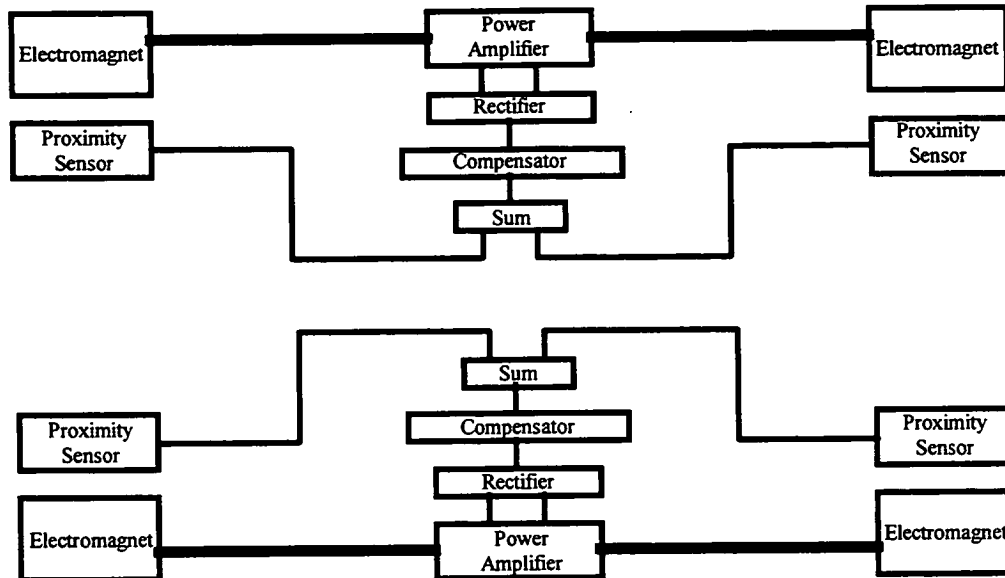 Electromagnet
Power
Amplifier
Electromagnet
Rectifier
Proximity
Sensor
Compensator
Proximity
Sensor
Sum
Sum
Proximity
Sensor
Compensator
Proximity
Sensor
Rectifier
Electromagnet
Power
Amplifier
Electromagnet